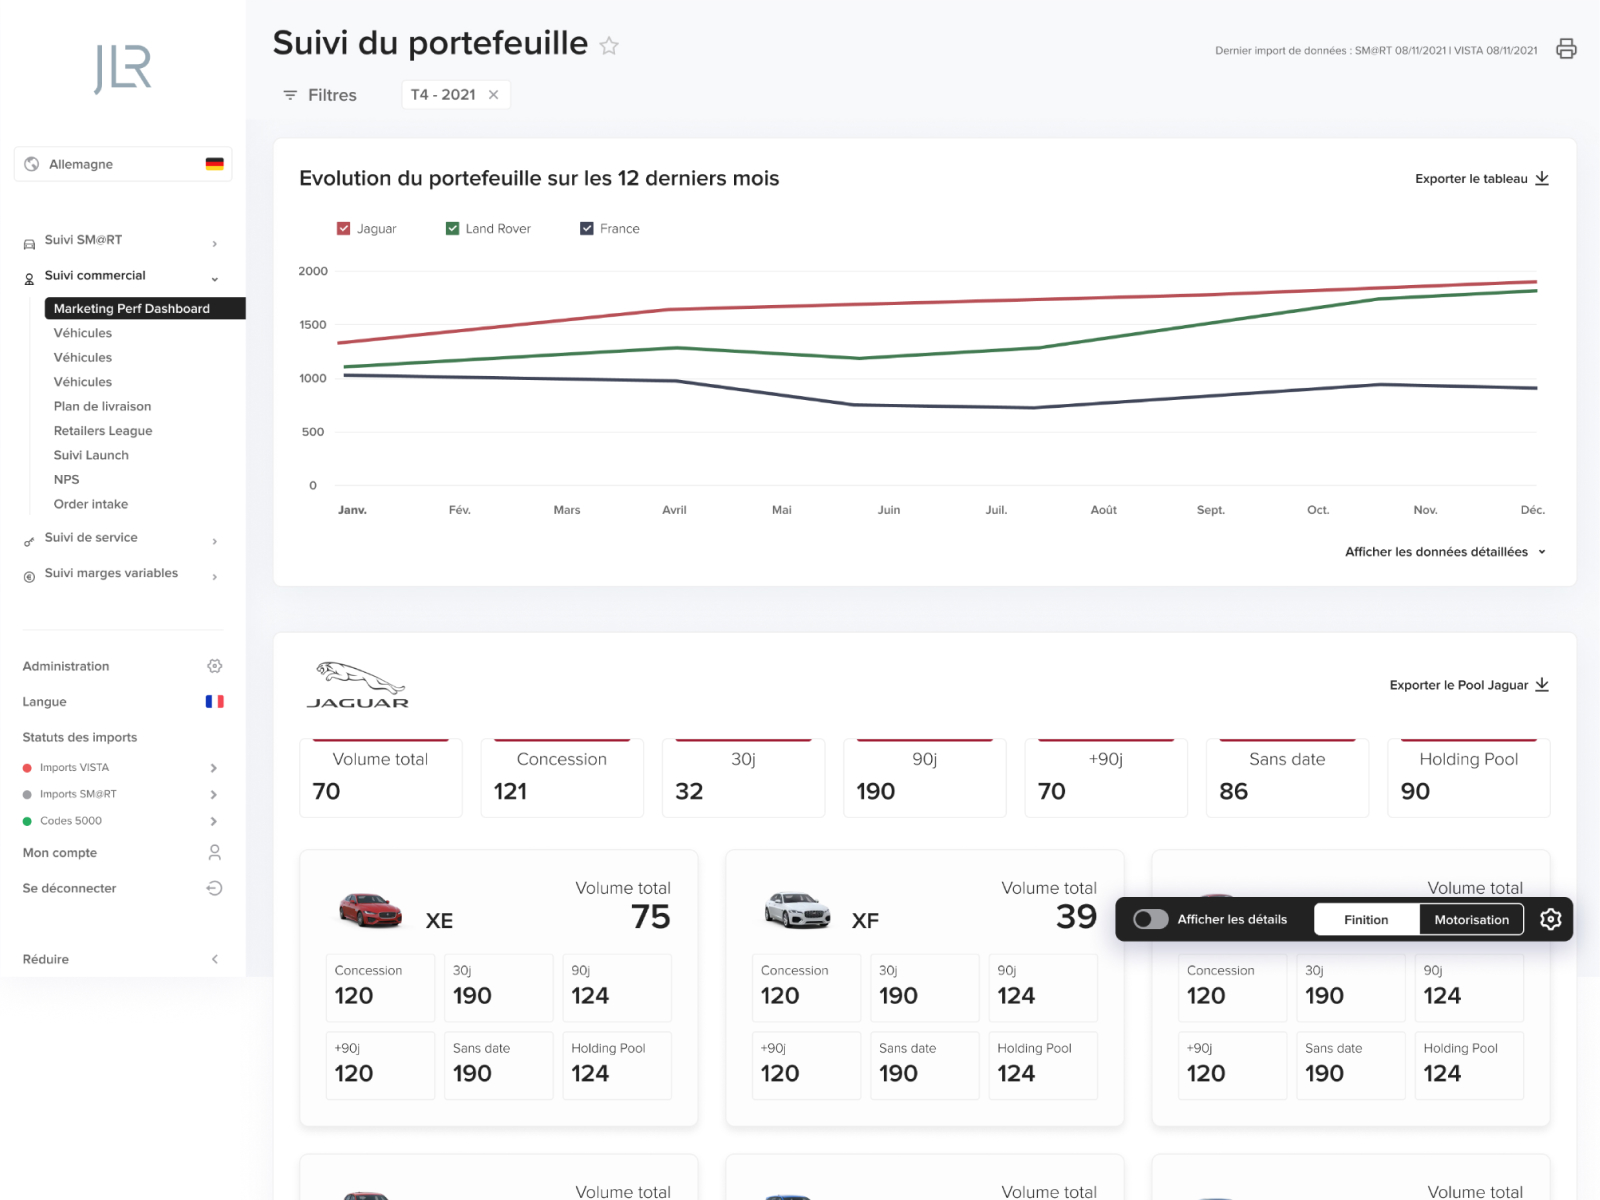 JLR
Allemagne
Suivi SM@RT
Suivi commercial
Marketing Perf Dashboard
Véhicules
Véhicules
Véhicules
Plan de livraison
Retailers League
Suivi Launch
NPS
Order intake
Suivi de service
Suivi marges variables
Administration
Langue
Statuts des imports
Imports VISTA
Imports SM@RT
Codes 5000
Mon compte
Se déconnecter
Réduire
Suivi du portefeuille
Dernier import de données : SM@RT 08/11/2021 I VISTA 08/11/2021
Filtres
T4 - 2021
Evolution du portefeuille sur les 12 derniers mois
Exporter le tableau
Jaguar Land Rover France
2000
1500
1000
500
0
Janv. Fév. Mars Avril Mai Juin Juil. Août Sept. Oct. Nov. Déc.
Afficher les données détaillées
JAGUAR
Exporter le Pool Jaguar
Volume total Concession 30j 90j +90j Sans date Holding Pool
70 121 32 190 70 86 90
XE
Volume total
75
Concession 30j 90j
120 190 124
+90j Sans date Holding Pool
120 190 124
XF
Volume total
39
Concession 30j 90j
120 190 124
+90j Sans date Holding Pool
120 190 124
Volume total
Afficher les détails Finition Motorisation
Concession 30j 90j
120 190 124
+90j Sans date Holding Pool
120 190 124
Volume total
Volume total
Volume total